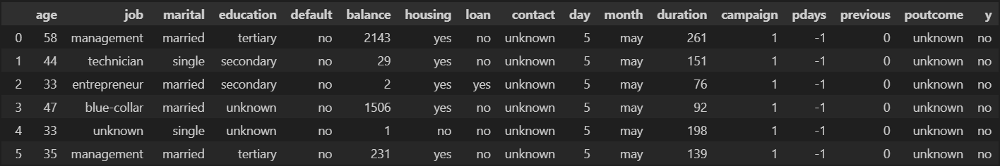 age job marital education default balance housing loan contact day month duration campaign pdays previous poutcome y
0 58 management married tertiary no 2143 yes no unknown 5 may 261 1 -1 0 unknown no
1 44 technician single secondary no 29 yes no unknown 5 may 151 1 -1 0 unknown no
2 33 entrepreneur married secondary no 2 yes yes unknown 5 may 76 1 -1 0 unknown no
3 47 blue-collar married unknown no 1506 yes no unknown 5 may 92 1 -1 0 unknown no
4 33 unknown single unknown no 1 no no unknown 5 may 198 1 -1 0 unknown no
5 35 management married tertiary no 231 yes no unknown 5 may 139 1 -1 0 unknown no